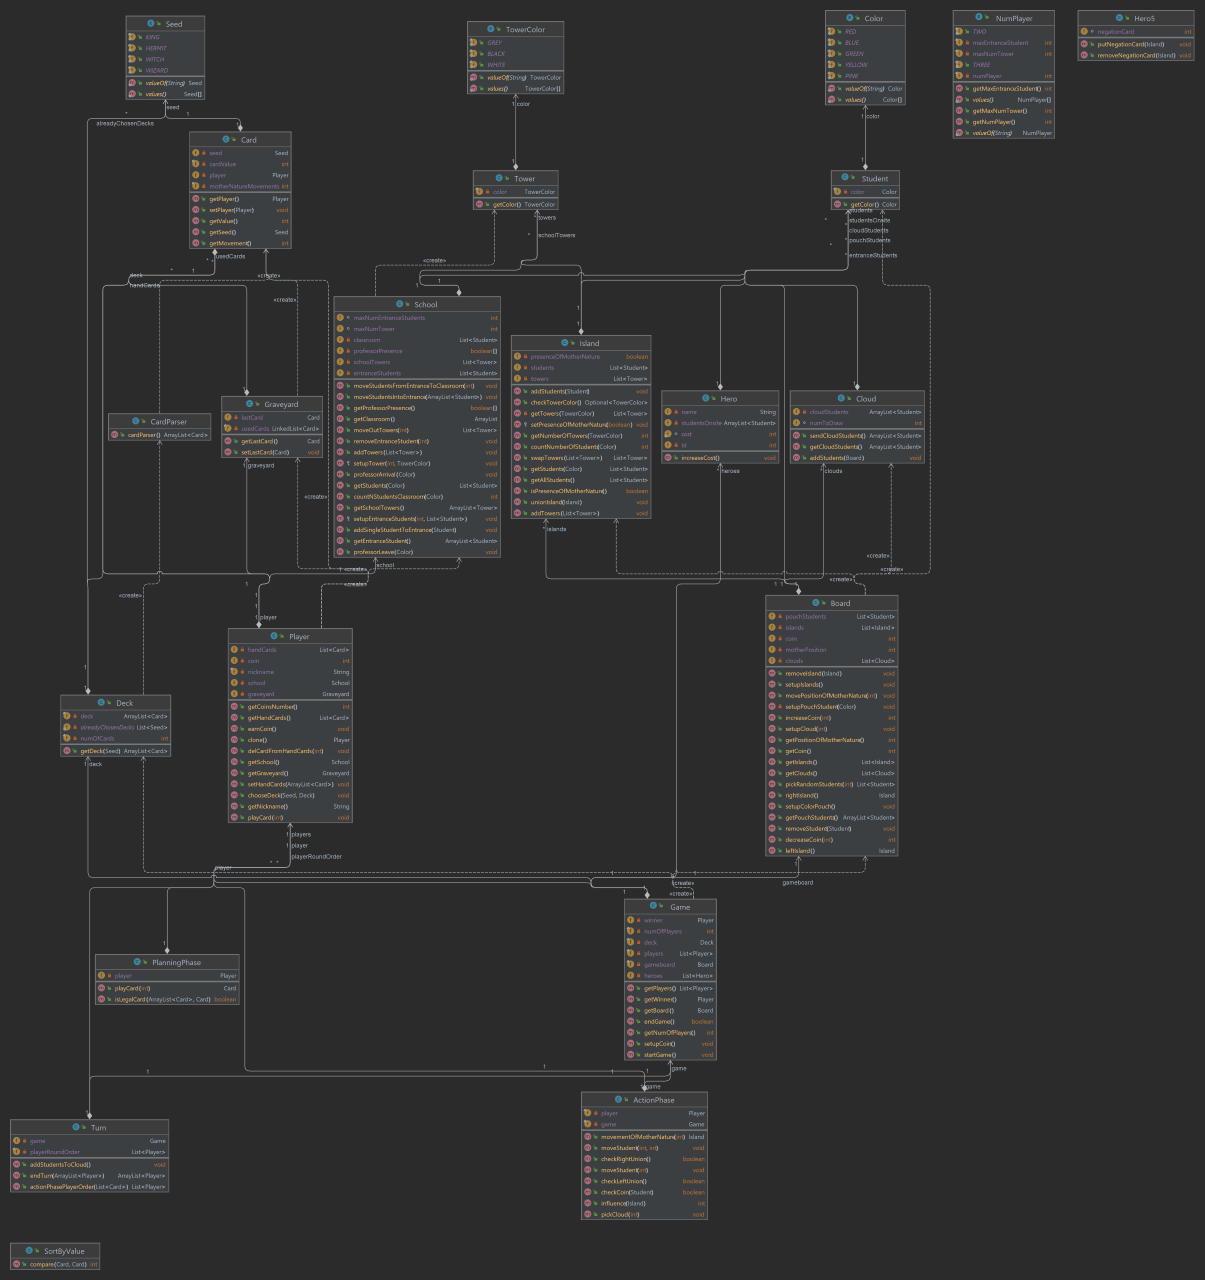 Seed
KING
HERMIT
WITCH
WIZARD
valueOf(String) Seed
values() Seed[]
TowerColor
GREY
BLACK
WHITE
valueOf(String) TowerColor
values() TowerColor[]
Color
RED
BLUE
GREEN
YELLOW
PINK
valueOf(String) Color
values() Color[]
NumPlayer
TWO
maxEntranceStudent int
maxNumTower int
THREE
numPlayer int
getMaxEntranceStudent() int
values() NumPlayer[]
getMaxNumTower() int
getNumPlayer() int
valueOf(String) NumPlayer
Hero5
negationCard int
putNegationCard(Island) void
removeNegationCard(Island) void
seed
alreadyChosenDecks
1
1 color
1 color
Card
seed Seed
cardValue int
player Player
motherNatureMovements int
getPlayer() Player
setPlayer(Player) void
getValue() int
getSeed() Seed
getMovement() int
Tower
color TowerColor
getColor() TowerColor
Student
color Color
getColor() Color
towers
schoolTowers
students
studentsOnsite
cloudStudents
pouchStudents
entranceStudents
usedCards
deck
handCards
«create»
«create»
«create»
School
maxNumEntranceStudents int
maxNumTower int
classroom List<Student>
professorPresence boolean[]
schoolTowers List<Tower>
entranceStudents List<Student>
moveStudentsFromEntranceToClassroom(int) void
moveStudentsIntoEntrance(ArrayList<Student>) void
getProfessorPresence() boolean[]
getClassroom() ArrayList
moveOutTowers(int) List<Tower>
removeEntranceStudent(int) void
addTowers(List<Tower>) void
setupTower(int, TowerColor) void
professorArrival(Color) void
getStudents(Color) List<Student>
countNStudentsClassroom(Color) int
getSchoolTowers() ArrayList<Tower>
setupEntranceStudents(int, List<Student>) void
addSingleStudentToEntrance(Student) void
getEntranceStudent() ArrayList<Student>
professorLeave(Color) void
Island
presenceOfMotherNature boolean
students List<Student>
towers List<Tower>
addStudents(Student) void
checkTowerColor() Optional<TowerColor>
getTowers(TowerColor) List<Tower>
setPresenceOfMotherNature(boolean) void
getNumberOfTowers(TowerColor) int
countNumberOfStudents(Color) int
swapTowers(List<Tower>) List<Tower>
getStudents(Color) List<Student>
getAllStudents() List<Student>
isPresenceOfMotherNature() boolean
unionIsland(Island) void
addTowers(List<Tower>) void
Hero
name String
studentsOnsite ArrayList<Student>
cost int
id int
increaseCost() void
Cloud
cloudStudents ArrayList<Student>
numToDraw int
sendCloudStudents() ArrayList<Student>
getCloudStudents() ArrayList<Student>
addStudents(Board) void
CardParser
cardParser() ArrayList<Card>
Graveyard
lastCard Card
usedCards LinkedList<Card>
getLastCard() Card
setLastCard(Card) void
1 graveyard
«create»
* heroes
clouds
* islands
«create»
«create»
school
«create»
«create»
«create»
1 player
Board
pouchStudents List<Student>
islands List<Island>
coin int
motherPosition int
clouds List<Cloud>
removeIsland(Island) void
setupIslands() void
movePositionOfMotherNature(int) void
setupPouchStudent(Color) void
increaseCoin(int) void
setupCloud(int) void
getPositionOfMotherNature() int
getCoin() int
getIslands() List<Island>
getClouds() List<Cloud>
pickRandomStudents(int) List<Student>
rightIsland() Island
setupColorPouch() void
getPouchStudents() ArrayList<Student>
removeStudent(Student) void
decreaseCoin(int) void
leftIsland() Island
Player
handCards List<Card>
coin int
nickname String
school School
graveyard Graveyard
getCoinsNumber() int
getHandCards() List<Card>
earnCoin() void
clone() Player
delCardFromHandCards(int) void
getSchool() School
getGraveyard() Graveyard
setHandCards(ArrayList<Card>) void
chooseDeck(Seed, Deck) void
getNickname() String
playCard(int) void
Deck
deck ArrayList<Card>
alreadyChosenDecks List<Seed>
numOfCards int
getDeck(Seed) ArrayList<Card>
1 deck
players
1 player
playerRoundOrder
player
gameboard
«create»
«create»
Game
winner Player
numOfPlayers int
deck Deck
players List<Player>
gameboard Board
heroes List<Hero>
getPlayers() List<Player>
getWinner() Player
getBoard() Board
endGame() boolean
getNumOfPlayers() int
setupCoin() void
startGame() void
PlanningPhase
player Player
playCard(int) Card
isLegalCard(ArrayList<Card>, Card) boolean
game
game
ActionPhase
player Player
game Game
movementOfMotherNature(int) Island
moveStudent(int, int) void
checkRightUnion() boolean
moveStudent(int) void
checkLeftUnion() boolean
checkCoin(Student) boolean
influence(Island) int
pickCloud(int) void
Turn
game Game
playerRoundOrder List<Player>
addStudentsToCloud() void
endTurn(ArrayList<Player>) ArrayList<Player>
actionPhasePlayerOrder(List<Card>) List<Player>
SortByValue
compare(Card, Card) int